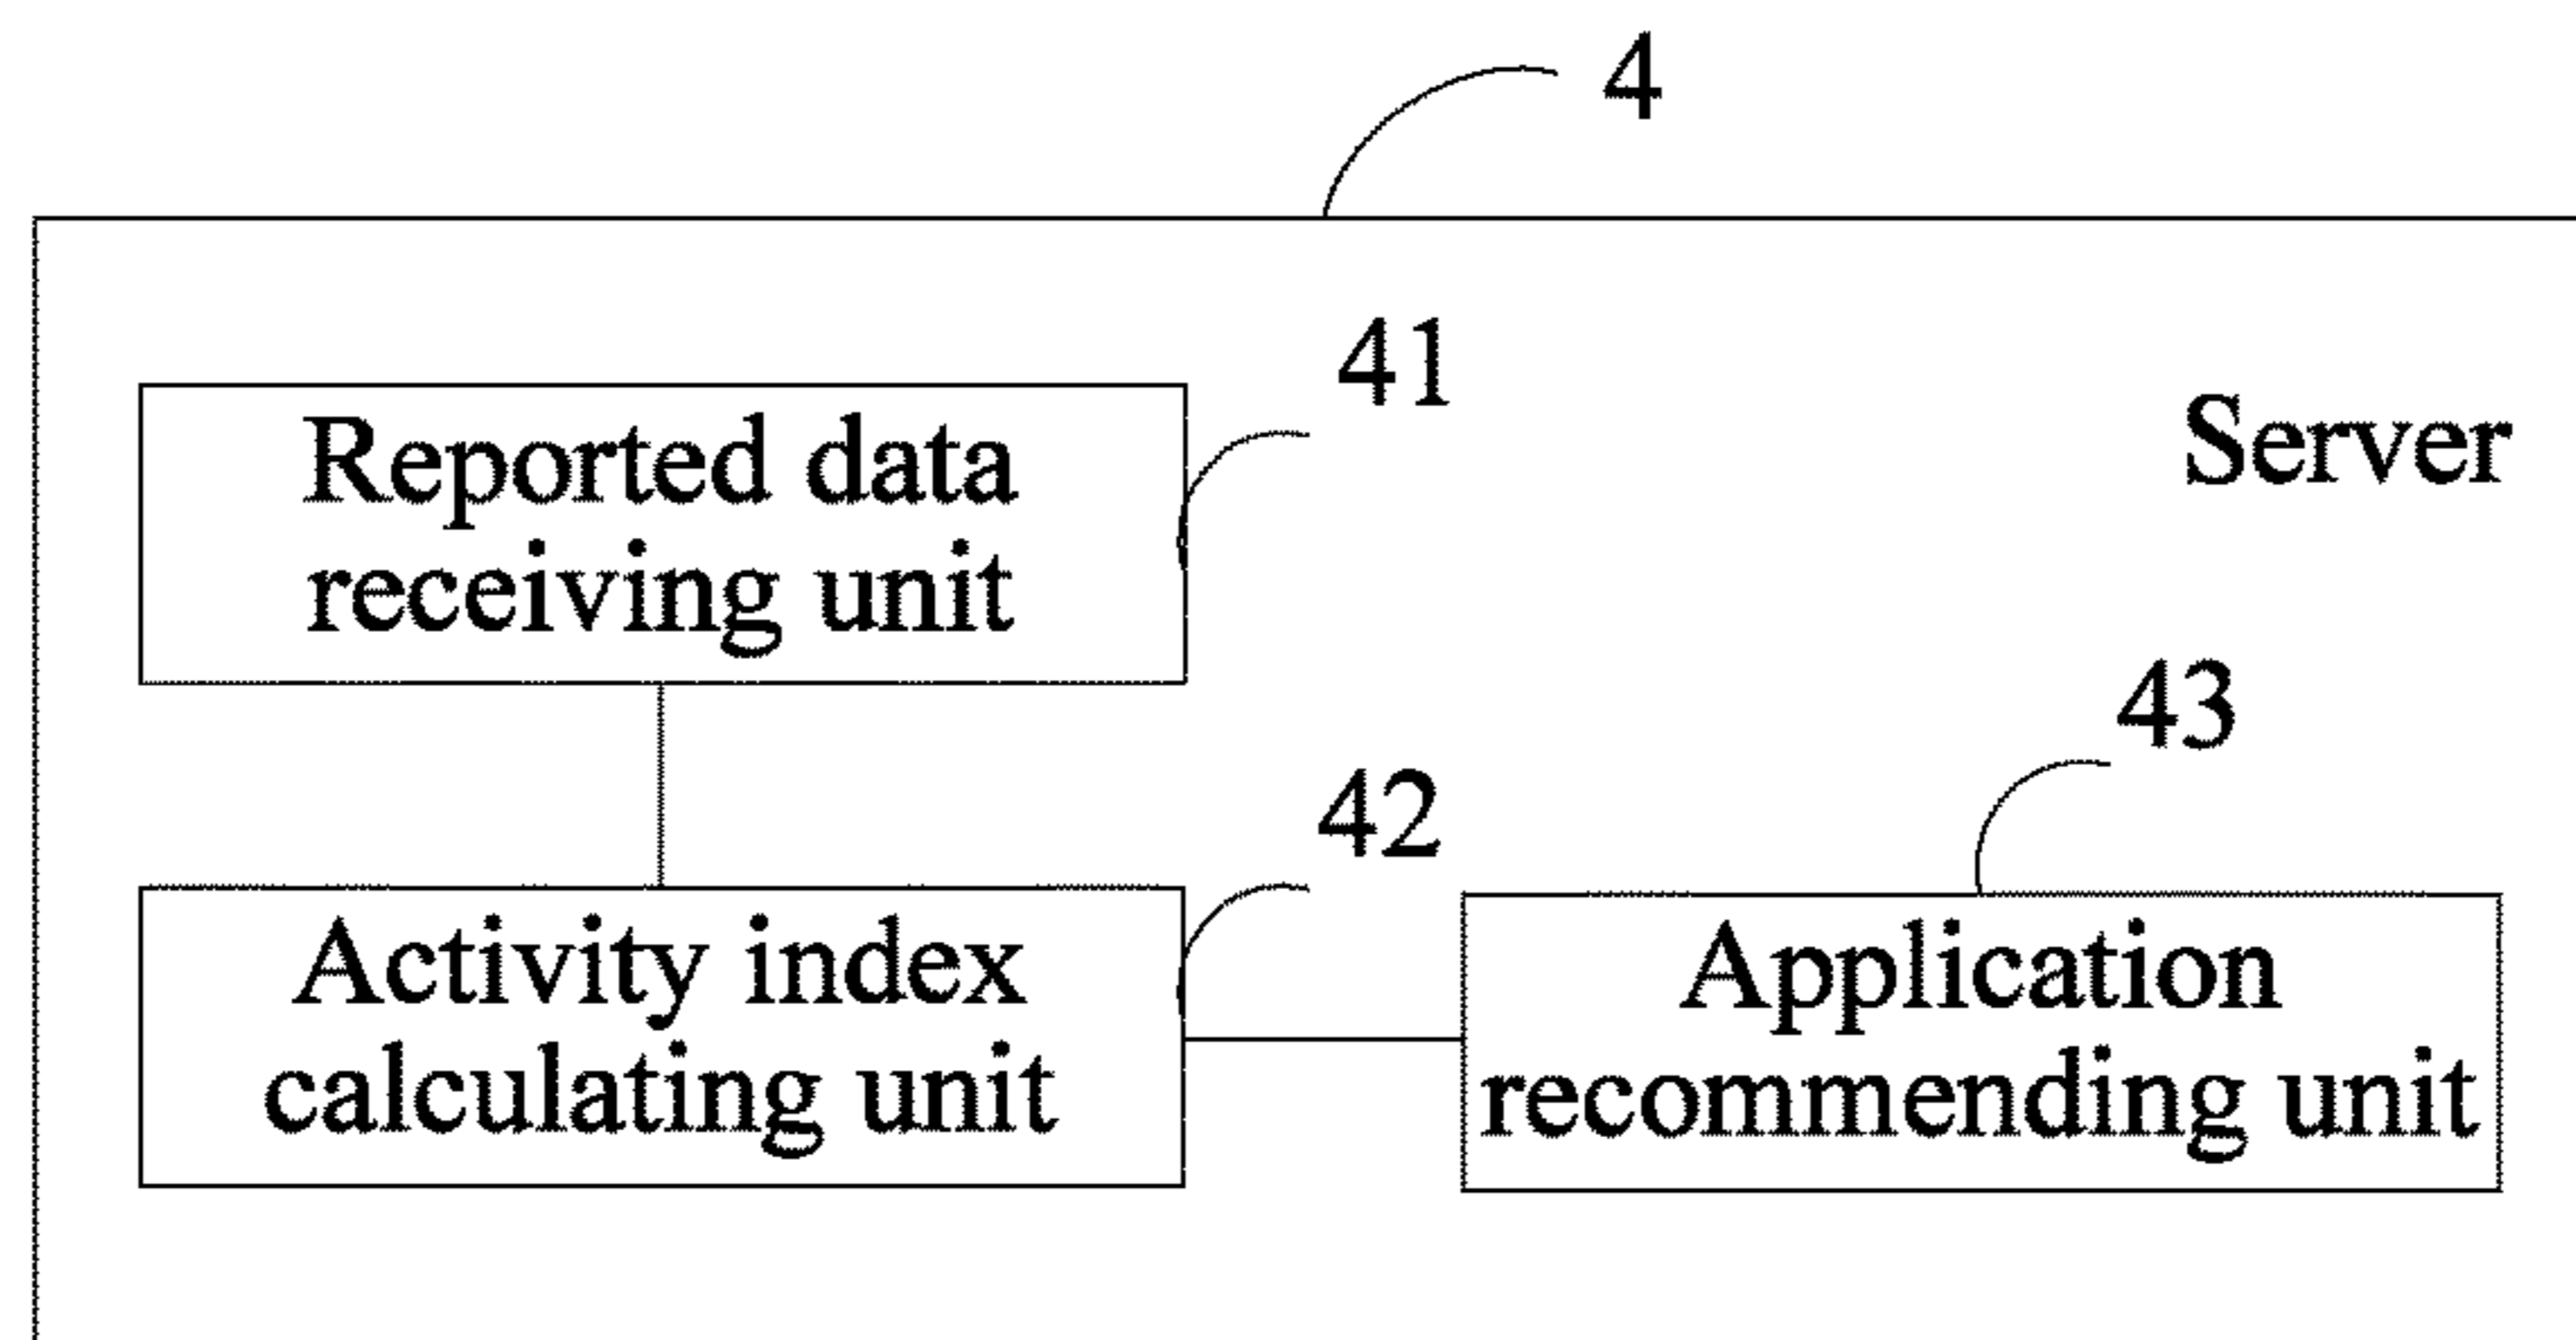 4
41
Reported data
receiving unit
Server
43
42
Activity index
calculating unit
Application
recommending unit